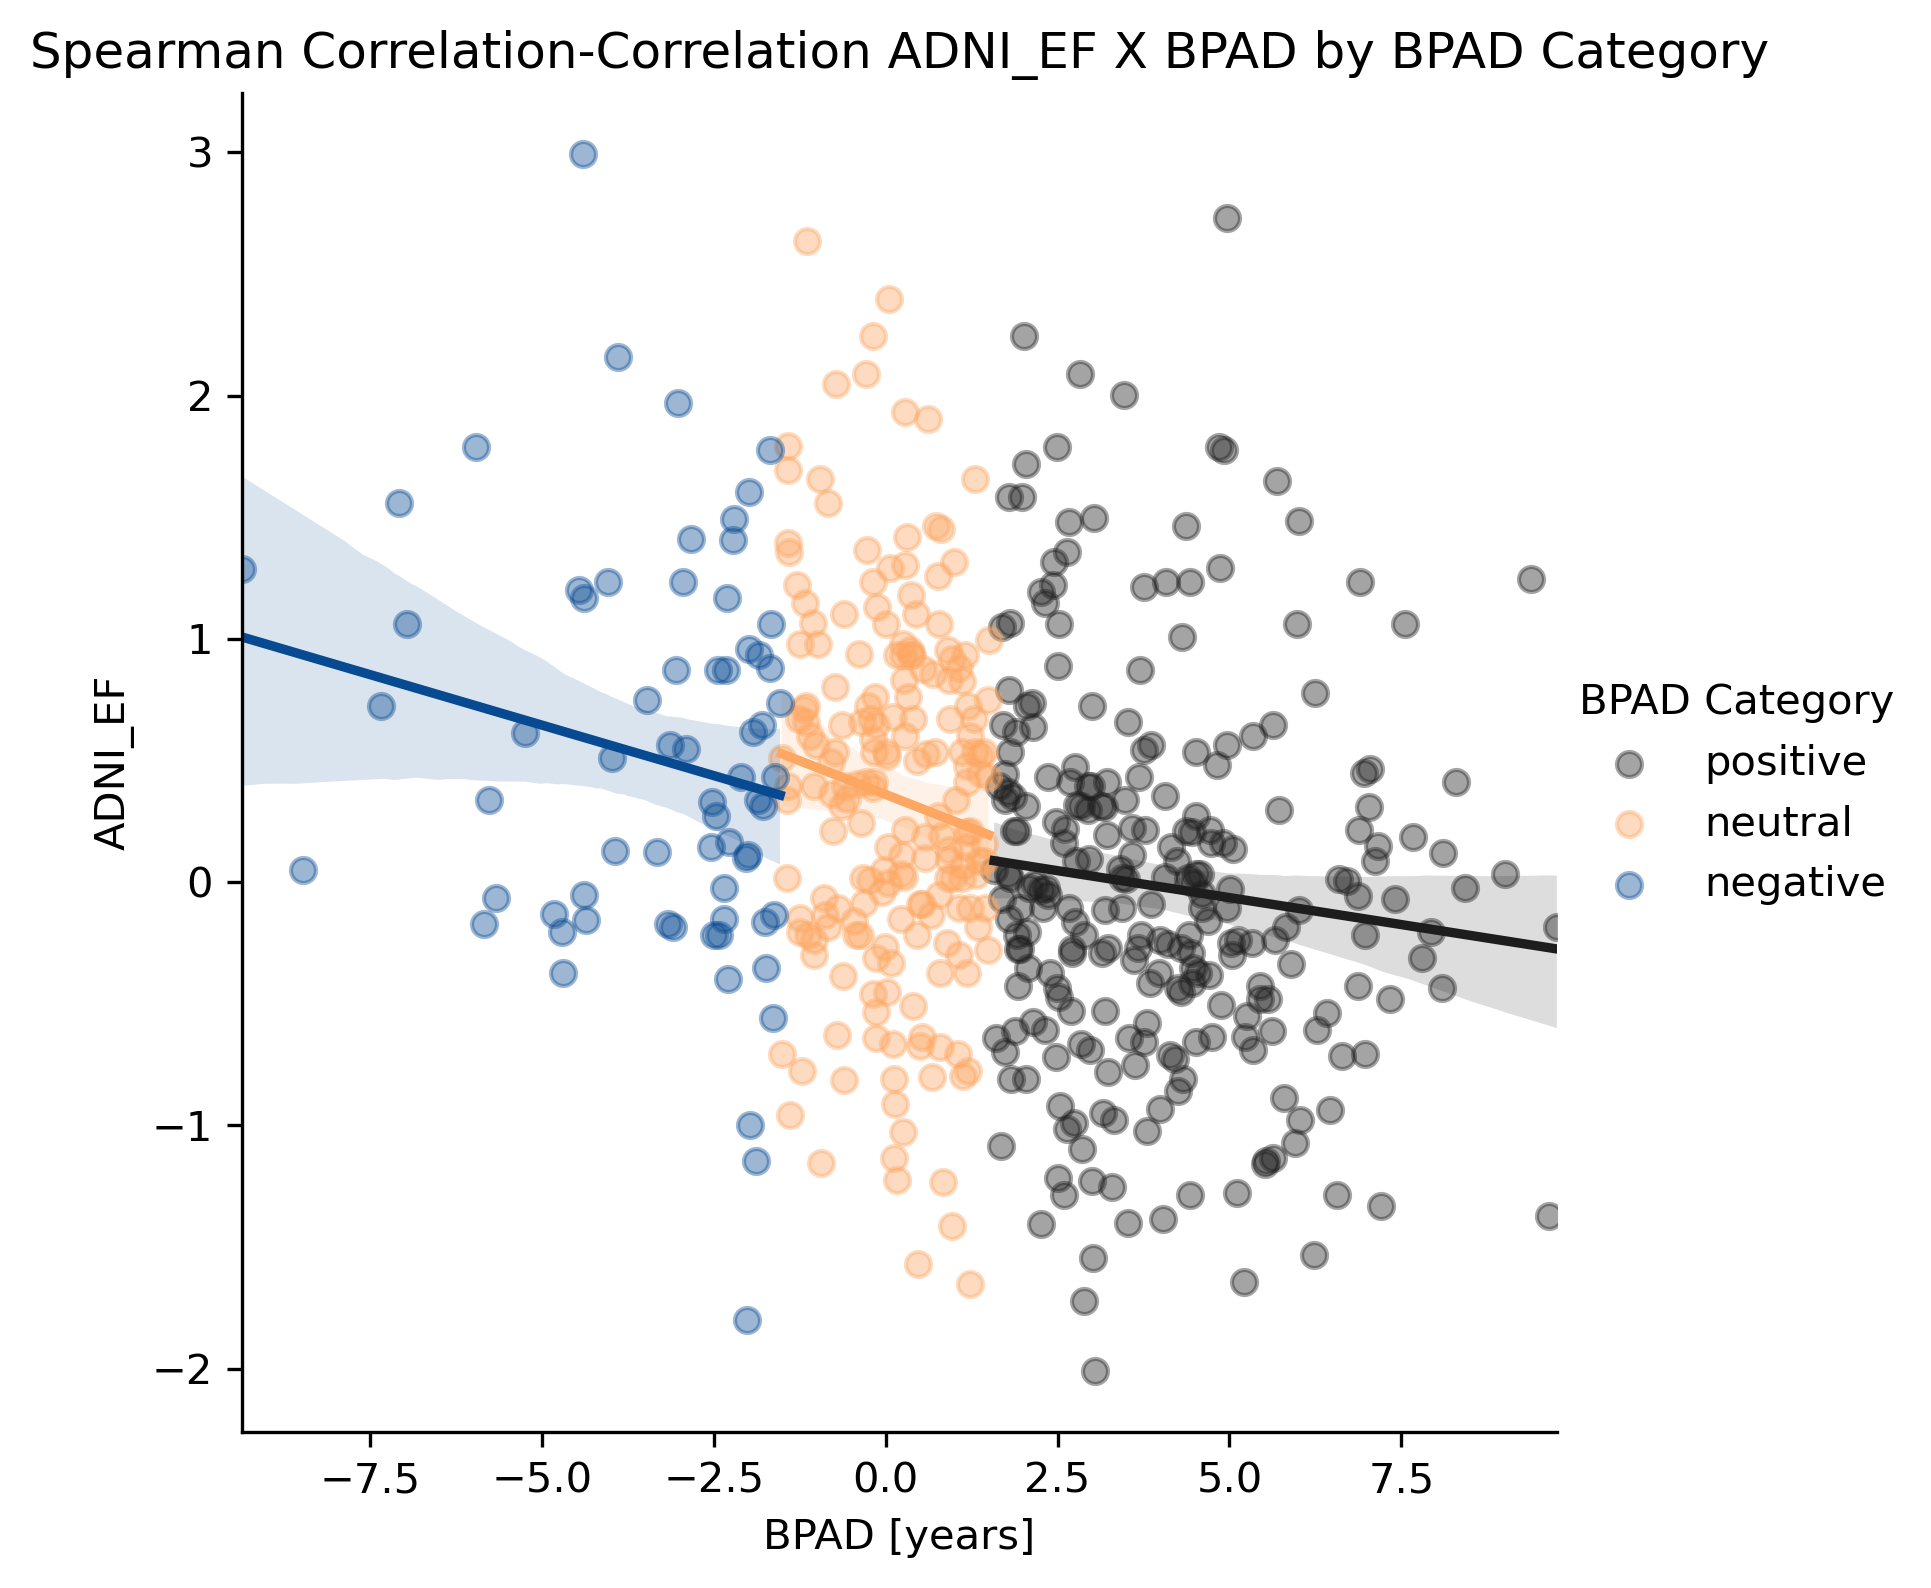 Spearman Correlation-Correlation ADNI_EF X BPAD by BPAD Category
3
2
1
0
−1
−2
ADNI_EF
−7.5 −5.0 −2.5 0.0 2.5 5.0 7.5
BPAD [years]
BPAD Category
positive
neutral
negative